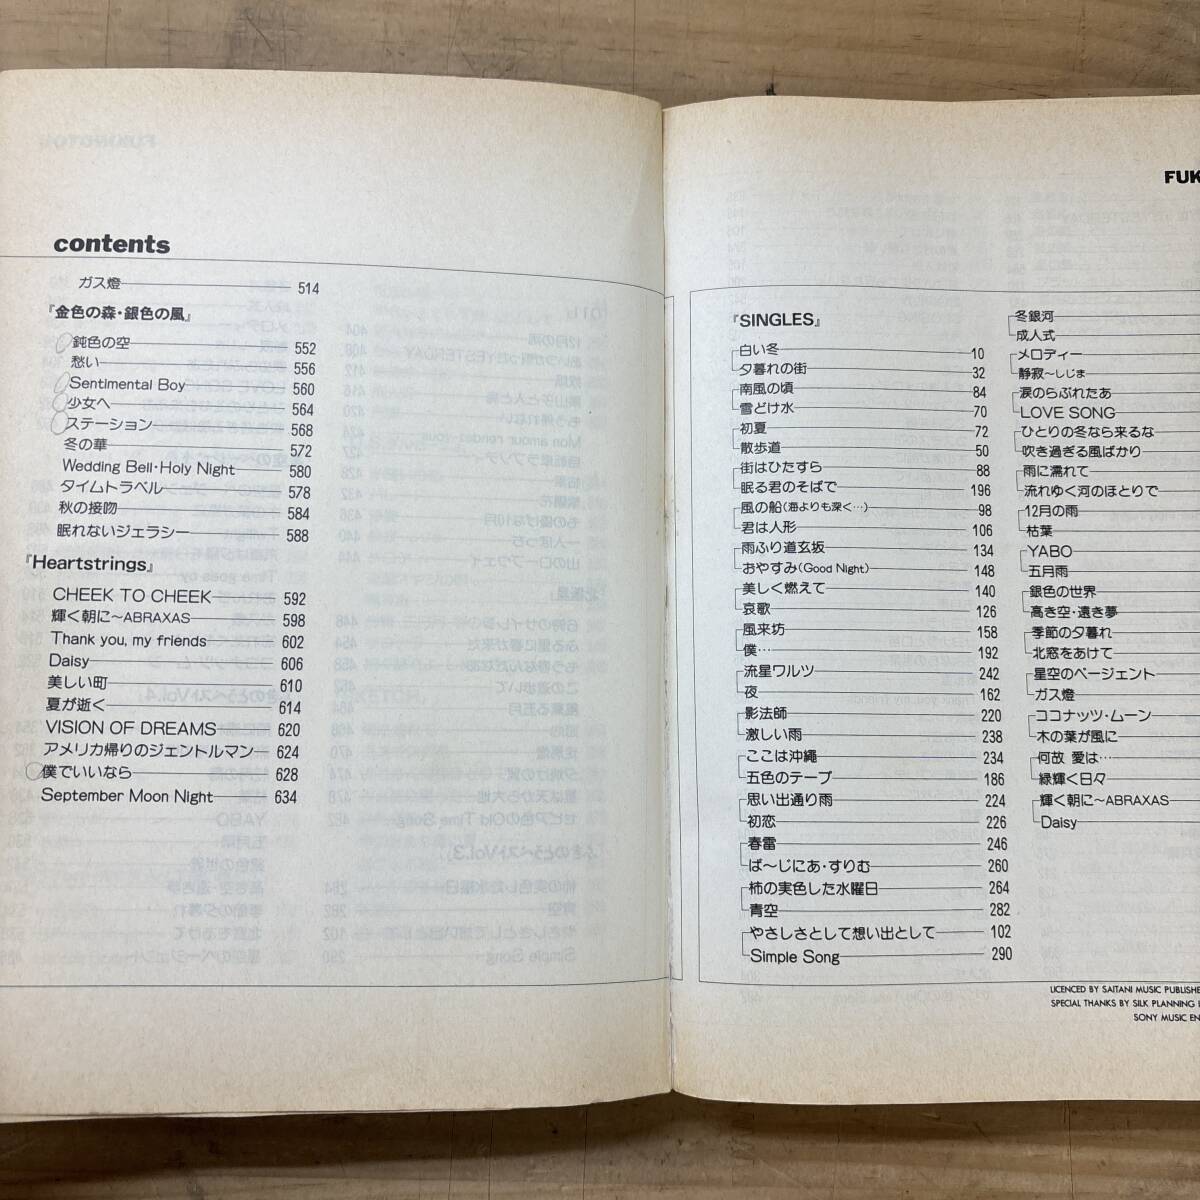 contents
ガス燈 514
『金色の森・銀色の風』
鈍色の空 552
愁い 556
Sentimental Boy 560
少女へ 564
ステーション 568
冬の華 572
Wedding Bell・Holy Night 580
タイムトラベル 578
秋の接吻 584
眠れないジェラシー 588
『Heartstrings』
CHEEK TO CHEEK 592
輝く朝に〜ABRAXAS 598
Thank you, my friends 602
Daisy 606
美しい町 610
夏が逝く 614
VISION OF DREAMS 620
アメリカ帰りのジェントルマン 624
僕でいいなら 628
September Moon Night 634
FUK
『SINGLES』
白い冬 10
夕暮れの街 32
南風の頃 84
雪どけ水 70
初夏 72
散歩道 50
街はひたすら 88
眠る君のそばで 196
風の船(海よりも深く…) 98
君は人形 106
雨ふり道玄坂 134
おやすみ(Good Night) 148
美しく燃えて 140
哀歌 126
風来坊 158
僕… 192
流星ワルツ 242
夜 162
影法師 220
激しい雨 238
ここは沖縄 234
五色のテープ 186
思い出通り雨 224
初恋 226
春雷 246
ば〜じにあ・すりむ 260
柿の実色した水曜日 264
青空 282
やさしさとして想い出として 102
Simple Song 290
冬銀河
成人式
メロディー
静寂〜しじま
涙のらぶれたあ
LOVE SONG
ひとりの冬なら来るな
吹き過ぎる風ばかり
雨に濡れて
流れゆく河のほとりで
12月の雨
枯葉
YABO
五月雨
銀色の世界
高き空・遠き夢
季節の夕暮れ
北窓をあけて
星空のページェント
ガス燈
ココナッツ・ムーン
木の葉が風に
何故 愛は…
緑輝く日々
輝く朝に〜ABRAXAS
Daisy
LICENCED BY SAITANI MUSIC PUBLISHE
SPECIAL THANKS BY SILK PLANNING
SONY MUSIC EN